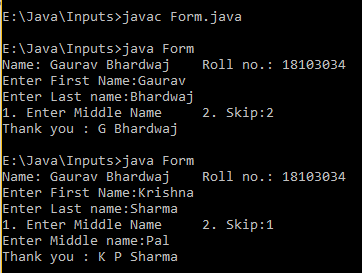 E:\Java\Inputs>javac Form.java
E:\Java\Inputs>java Form
Name: Gaurav Bhardwaj    Roll no.: 18103034
Enter First Name:Gaurav
Enter Last name:Bhardwaj
1. Enter Middle Name     2. Skip:2
Thank you : G Bhardwaj
E:\Java\Inputs>java Form
Name: Gaurav Bhardwaj    Roll no.: 18103034
Enter First Name:Krishna
Enter Last name:Sharma
1. Enter Middle Name     2. Skip:1
Enter Middle name:Pal
Thank you : K P Sharma